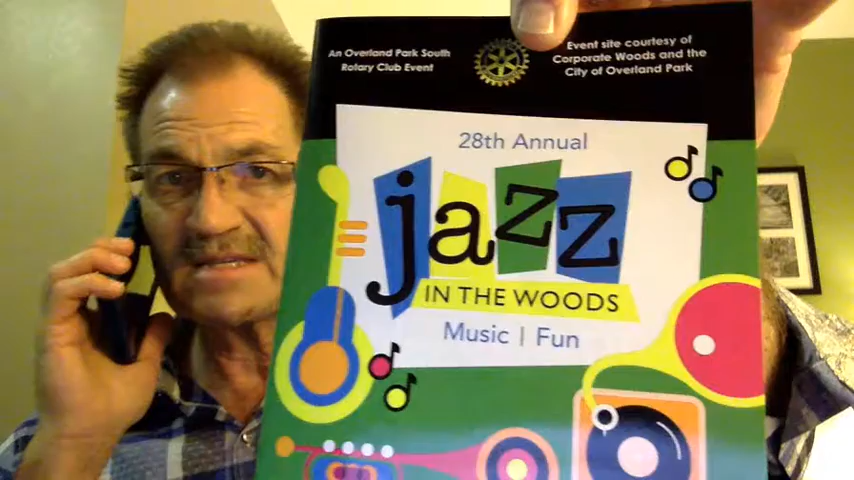 An Overland Park South
Rotary Club Event
Event site courtesy of
Corporate Woods and the
City of Overland Park
28th Annual
jazz
IN THE WOODS
Music | Fun